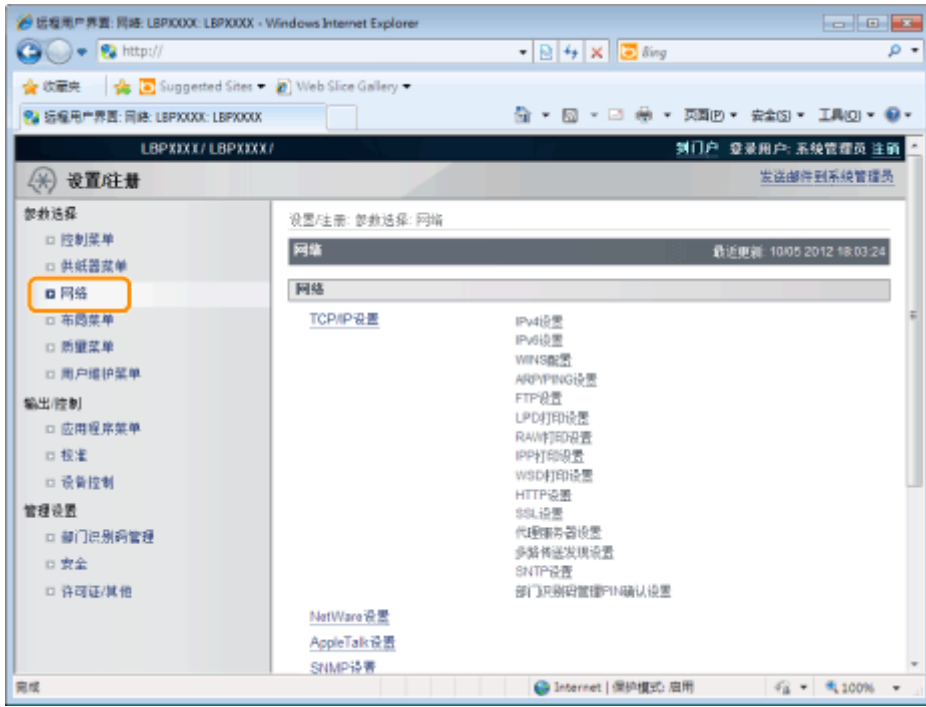 远程用户界面: 网络: LBPXXXX: LBPXXXX - Windows Internet Explorer
http://
Bing
收藏夹 Suggested Sites Web Slice Gallery
远程用户界面: 网络: LBPXXXX: LBPXXXX
页面(P) 安全(S) 工具(O)
LBPXXXX / LBPXXXX /
到门户 登录用户: 系统管理员 注销
设置/注册
发送邮件到系统管理员
参数选择
控制菜单
供纸器菜单
网络
布局菜单
质量菜单
用户维护菜单
输出/控制
应用程序菜单
校准
设备控制
管理设置
部门识别码管理
安全
许可证/其他
设置/注册: 参数选择: 网络
网络
最近更新: 10/05 2012 18:03:24
网络
TCP/IP设置
IPv4设置
IPv6设置
WINS配置
ARP/PING设置
FTP设置
LPD打印设置
RAW打印设置
IPP打印设置
WSD打印设置
HTTP设置
SSL设置
代理服务器设置
多路传送发现设置
SNTP设置
部门识别码管理PIN确认设置
NetWare设置
AppleTalk设置
SNMP设置
完成
Internet | 保护模式: 启用
100%